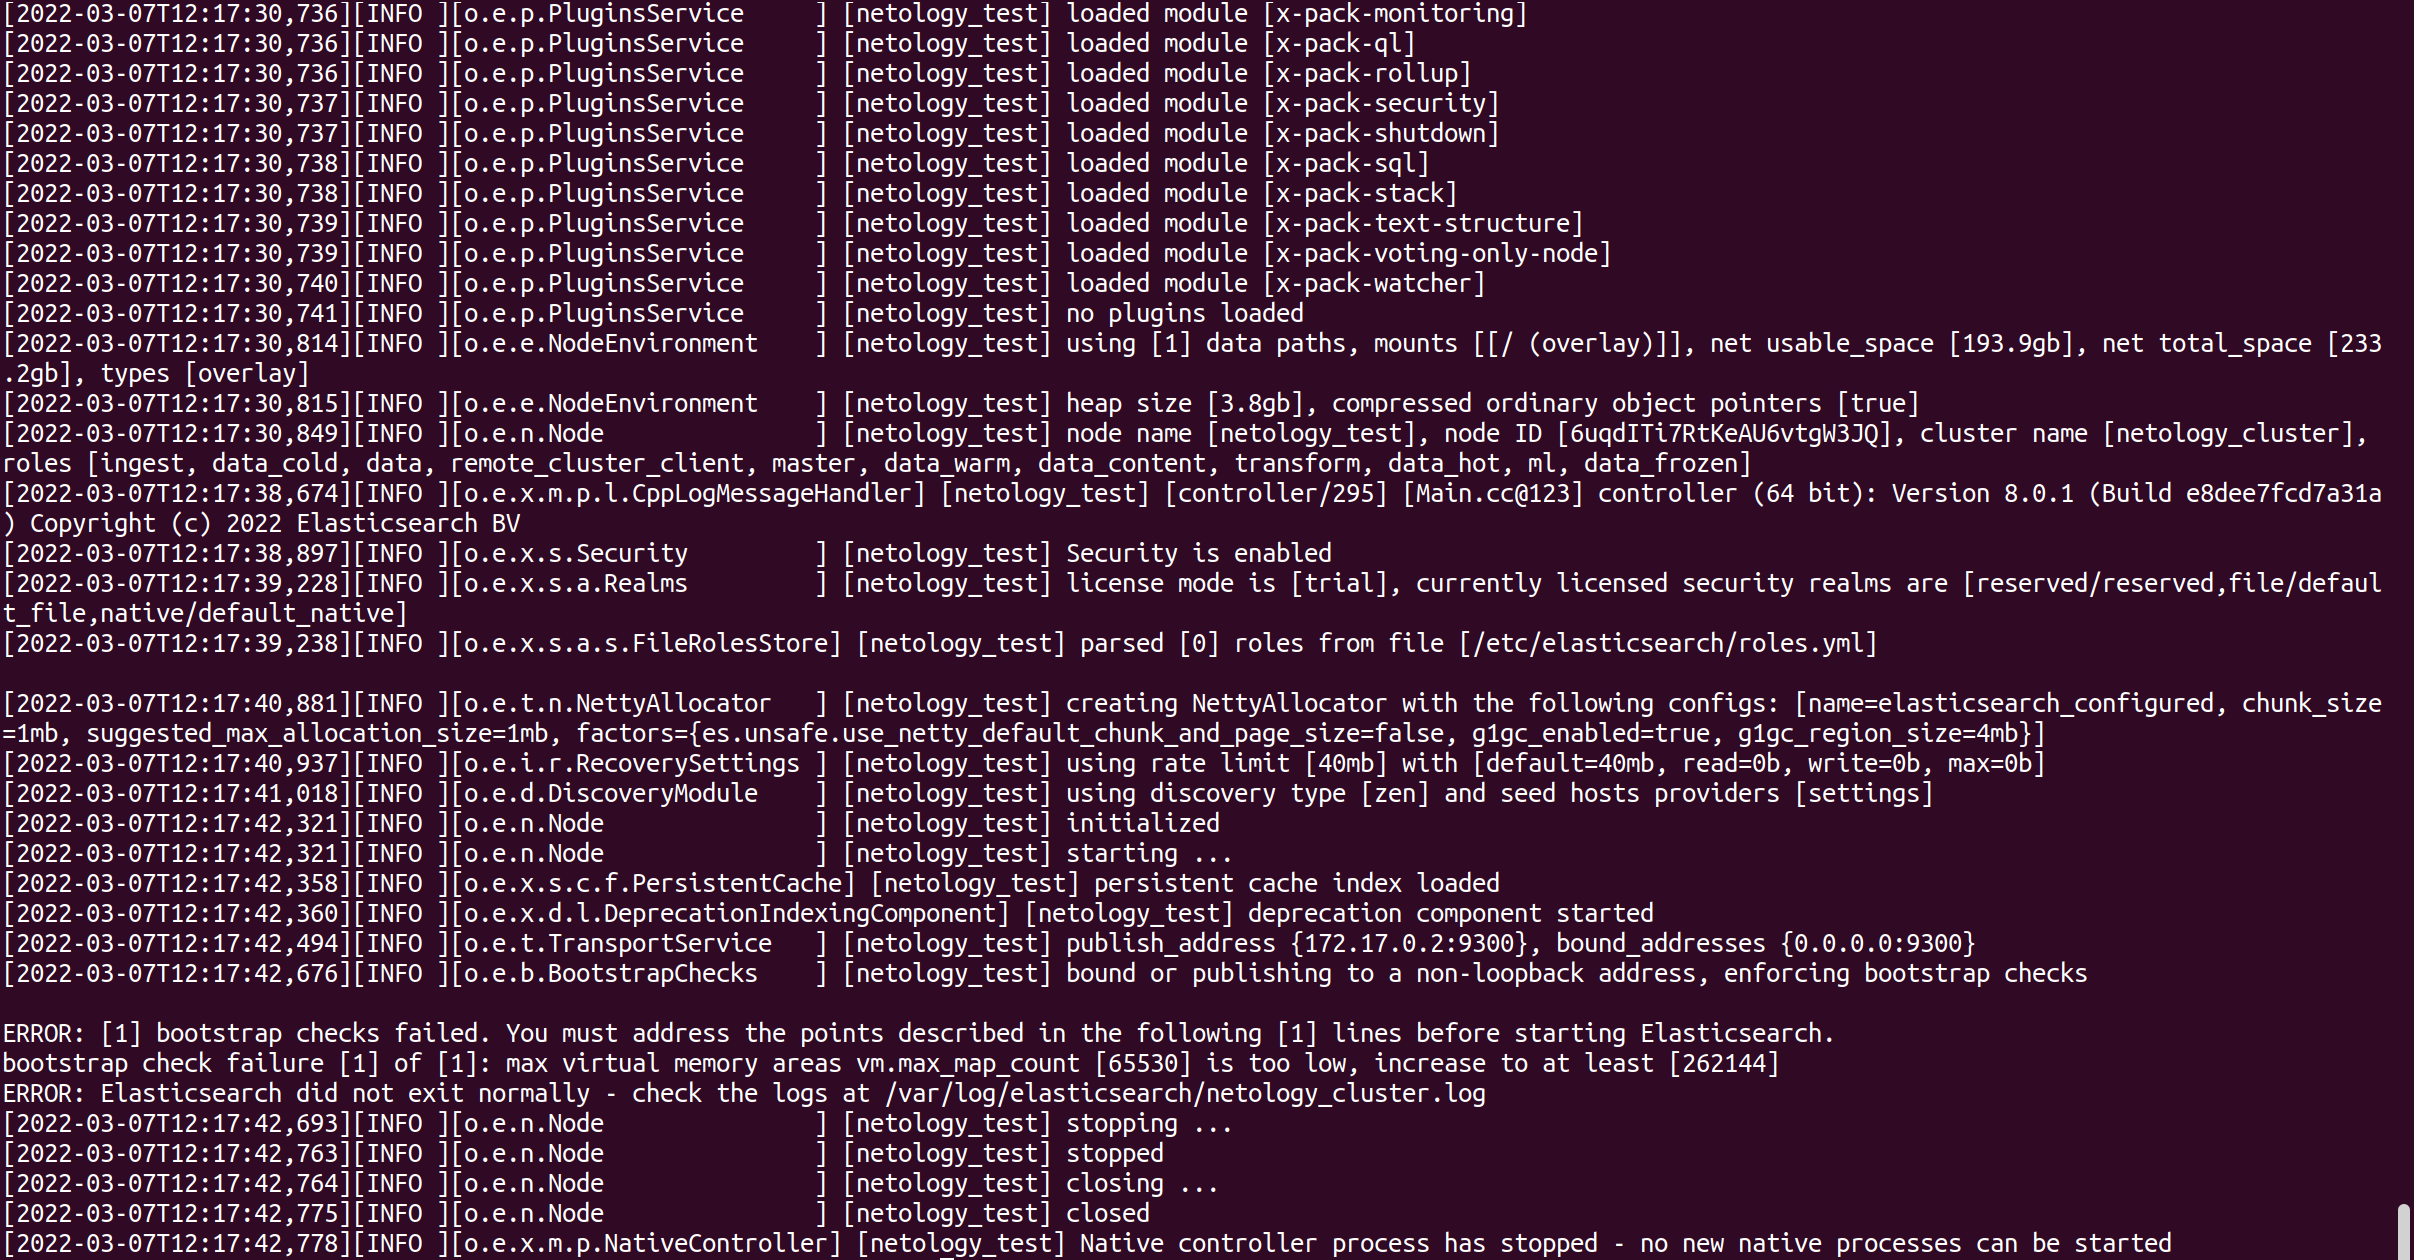 [2022-03-07T12:17:30,736][INFO ][o.e.p.PluginsService     ] [netology_test] loaded module [x-pack-monitoring]
[2022-03-07T12:17:30,736][INFO ][o.e.p.PluginsService     ] [netology_test] loaded module [x-pack-ql]
[2022-03-07T12:17:30,736][INFO ][o.e.p.PluginsService     ] [netology_test] loaded module [x-pack-rollup]
[2022-03-07T12:17:30,737][INFO ][o.e.p.PluginsService     ] [netology_test] loaded module [x-pack-security]
[2022-03-07T12:17:30,737][INFO ][o.e.p.PluginsService     ] [netology_test] loaded module [x-pack-shutdown]
[2022-03-07T12:17:30,738][INFO ][o.e.p.PluginsService     ] [netology_test] loaded module [x-pack-sql]
[2022-03-07T12:17:30,738][INFO ][o.e.p.PluginsService     ] [netology_test] loaded module [x-pack-stack]
[2022-03-07T12:17:30,739][INFO ][o.e.p.PluginsService     ] [netology_test] loaded module [x-pack-text-structure]
[2022-03-07T12:17:30,739][INFO ][o.e.p.PluginsService     ] [netology_test] loaded module [x-pack-voting-only-node]
[2022-03-07T12:17:30,740][INFO ][o.e.p.PluginsService     ] [netology_test] loaded module [x-pack-watcher]
[2022-03-07T12:17:30,741][INFO ][o.e.p.PluginsService     ] [netology_test] no plugins loaded
[2022-03-07T12:17:30,814][INFO ][o.e.e.NodeEnvironment    ] [netology_test] using [1] data paths, mounts [[/ (overlay)]], net usable_space [193.9gb], net total_space [233
.2gb], types [overlay]
[2022-03-07T12:17:30,815][INFO ][o.e.e.NodeEnvironment    ] [netology_test] heap size [3.8gb], compressed ordinary object pointers [true]
[2022-03-07T12:17:30,849][INFO ][o.e.n.Node               ] [netology_test] node name [netology_test], node ID [6uqdITi7RtKeAU6vtgW3JQ], cluster name [netology_cluster],
roles [ingest, data_cold, data, remote_cluster_client, master, data_warm, data_content, transform, data_hot, ml, data_frozen]
[2022-03-07T12:17:38,674][INFO ][o.e.x.m.p.l.CppLogMessageHandler] [netology_test] [controller/295] [Main.cc@123] controller (64 bit): Version 8.0.1 (Build e8dee7fcd7a31a
) Copyright (c) 2022 Elasticsearch BV
[2022-03-07T12:17:38,897][INFO ][o.e.x.s.Security         ] [netology_test] Security is enabled
[2022-03-07T12:17:39,228][INFO ][o.e.x.s.a.Realms         ] [netology_test] license mode is [trial], currently licensed security realms are [reserved/reserved,file/defaul
t_file,native/default_native]
[2022-03-07T12:17:39,238][INFO ][o.e.x.s.a.s.FileRolesStore] [netology_test] parsed [0] roles from file [/etc/elasticsearch/roles.yml]
[2022-03-07T12:17:40,881][INFO ][o.e.t.n.NettyAllocator   ] [netology_test] creating NettyAllocator with the following configs: [name=elasticsearch_configured, chunk_size
=1mb, suggested_max_allocation_size=1mb, factors={es.unsafe.use_netty_default_chunk_and_page_size=false, g1gc_enabled=true, g1gc_region_size=4mb}]
[2022-03-07T12:17:40,937][INFO ][o.e.i.r.RecoverySettings ] [netology_test] using rate limit [40mb] with [default=40mb, read=0b, write=0b, max=0b]
[2022-03-07T12:17:41,018][INFO ][o.e.d.DiscoveryModule    ] [netology_test] using discovery type [zen] and seed hosts providers [settings]
[2022-03-07T12:17:42,321][INFO ][o.e.n.Node               ] [netology_test] initialized
[2022-03-07T12:17:42,321][INFO ][o.e.n.Node               ] [netology_test] starting ...
[2022-03-07T12:17:42,358][INFO ][o.e.x.s.c.f.PersistentCache] [netology_test] persistent cache index loaded
[2022-03-07T12:17:42,360][INFO ][o.e.x.d.l.DeprecationIndexingComponent] [netology_test] deprecation component started
[2022-03-07T12:17:42,494][INFO ][o.e.t.TransportService   ] [netology_test] publish_address {172.17.0.2:9300}, bound_addresses {0.0.0.0:9300}
[2022-03-07T12:17:42,676][INFO ][o.e.b.BootstrapChecks    ] [netology_test] bound or publishing to a non-loopback address, enforcing bootstrap checks
ERROR: [1] bootstrap checks failed. You must address the points described in the following [1] lines before starting Elasticsearch.
bootstrap check failure [1] of [1]: max virtual memory areas vm.max_map_count [65530] is too low, increase to at least [262144]
ERROR: Elasticsearch did not exit normally - check the logs at /var/log/elasticsearch/netology_cluster.log
[2022-03-07T12:17:42,693][INFO ][o.e.n.Node               ] [netology_test] stopping ...
[2022-03-07T12:17:42,763][INFO ][o.e.n.Node               ] [netology_test] stopped
[2022-03-07T12:17:42,764][INFO ][o.e.n.Node               ] [netology_test] closing ...
[2022-03-07T12:17:42,775][INFO ][o.e.n.Node               ] [netology_test] closed
[2022-03-07T12:17:42,778][INFO ][o.e.x.m.p.NativeController] [netology_test] Native controller process has stopped - no new native processes can be started